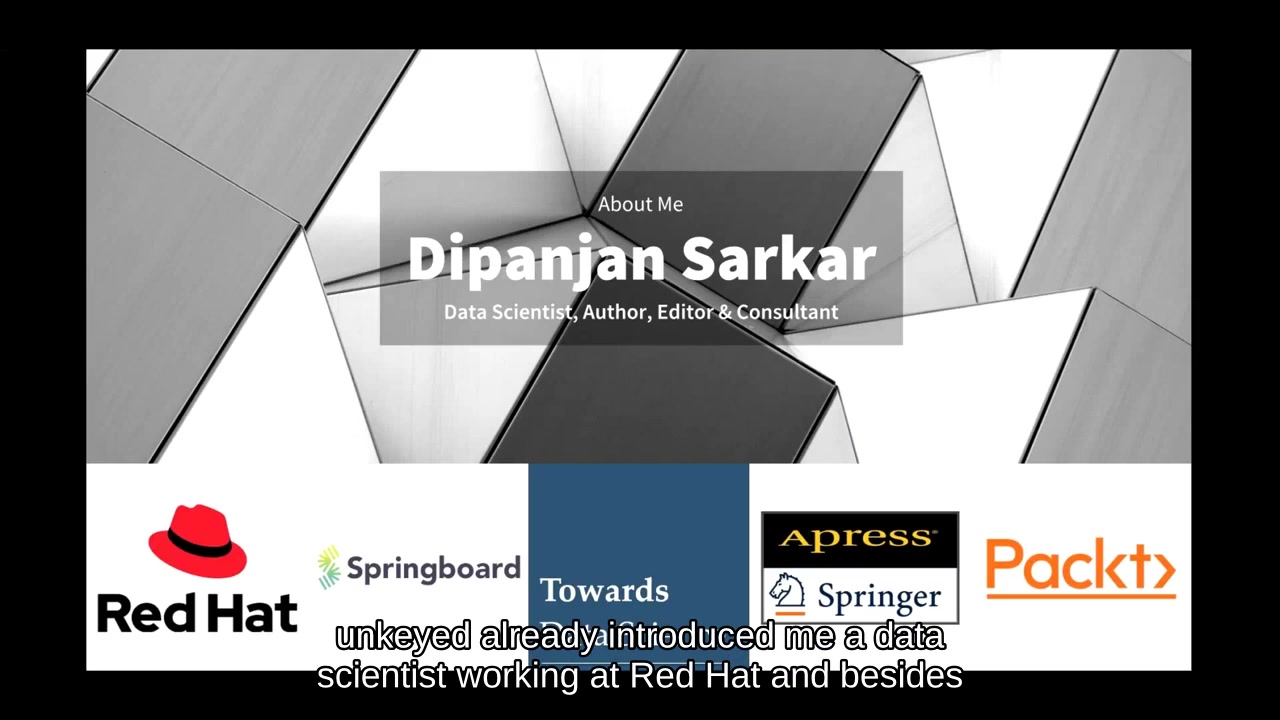 About Me
Dipanjan Sarkar
Data Scientist, Author, Editor & Consultant
Red Hat
Springboard
Towards
Apress®
Springer
Packt>
unkeyed already introduced me a data
scientist working at Red Hat and besides